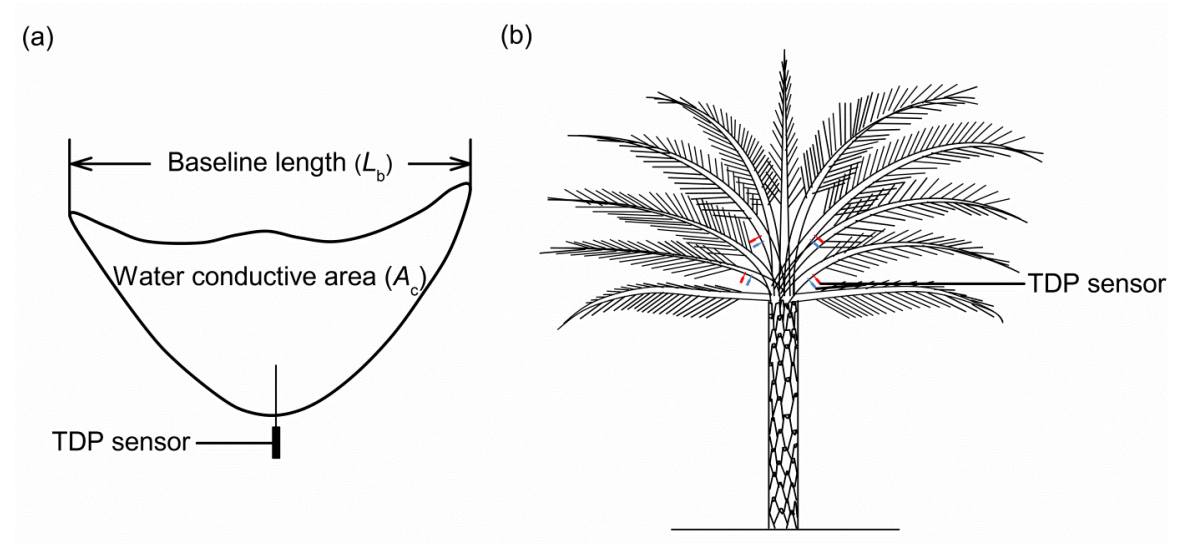 (a)
(b)
Baseline length (Lb)
Water conductive area (Ac)
TDP sensor
TDP sensor